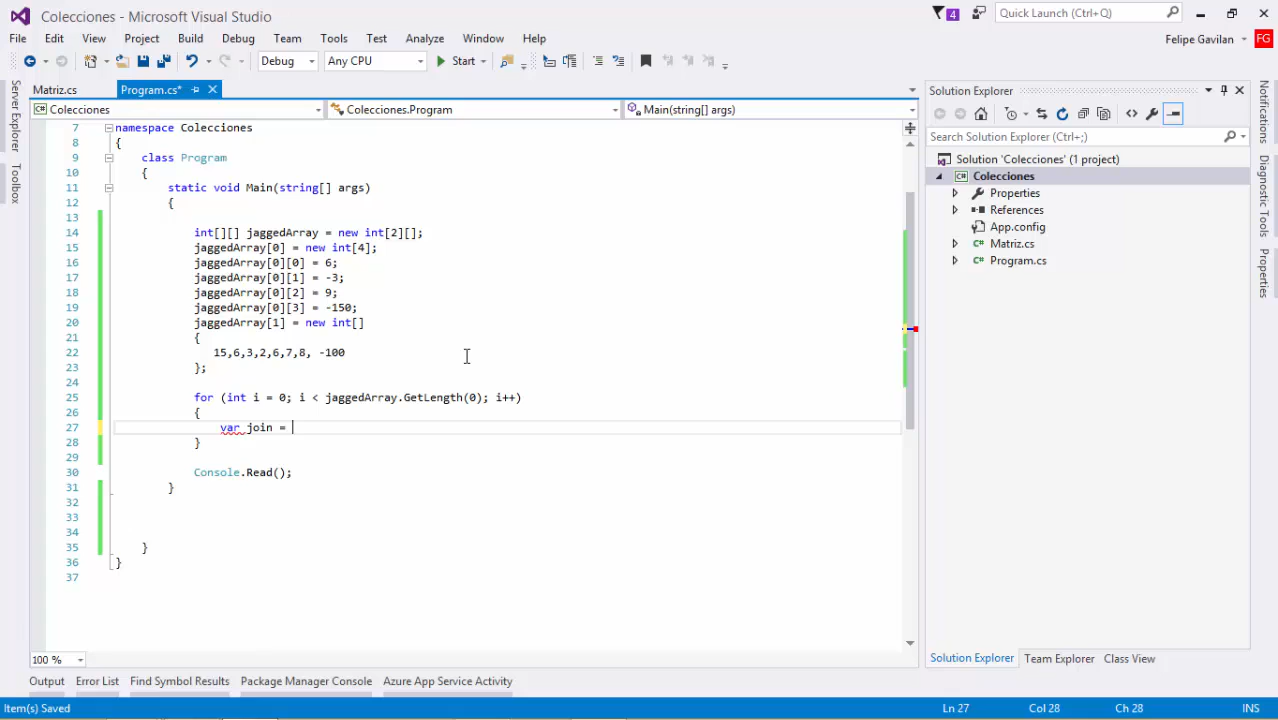 Colecciones - Microsoft Visual Studio
4
Quick Launch (Ctrl+Q)
File Edit View Project Build Debug Team Tools Test Analyze Window Help
Felipe Gavilan FG
Debug Any CPU Start
Matriz.cs Program.cs*
Colecciones Colecciones.Program Main(string[] args)
7 namespace Colecciones
8 {
9 class Program
10 {
11 static void Main(string[] args)
12 {
13
14 int[][] jaggedArray = new int[2][];
15 jaggedArray[0] = new int[4];
16 jaggedArray[0][0] = 6;
17 jaggedArray[0][1] = -3;
18 jaggedArray[0][2] = 9;
19 jaggedArray[0][3] = -150;
20 jaggedArray[1] = new int[]
21 {
22 15,6,3,2,6,7,8, -100
23 };
24
25 for (int i = 0; i < jaggedArray.GetLength(0); i++)
26 {
27 var join =
28 }
29
30 Console.Read();
31 }
32
33
34
35 }
36 }
37
100 %
Server Explorer
Toolbox
Solution Explorer
Search Solution Explorer (Ctrl+;)
Solution 'Colecciones' (1 project)
Colecciones
Properties
References
App.config
Matriz.cs
Program.cs
Solution Explorer Team Explorer Class View
Notifications
Diagnostic Tools
Properties
Output Error List Find Symbol Results Package Manager Console Azure App Service Activity
Item(s) Saved Ln 27 Col 28 Ch 28 INS